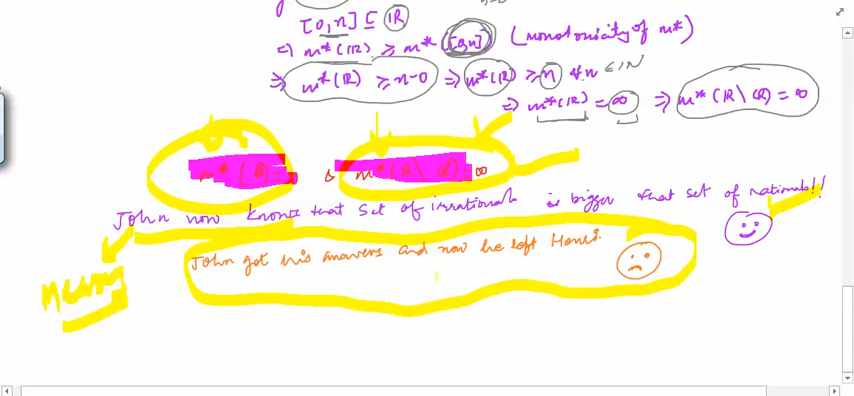 [0,n] ⊆ ℝ
⇒ m*(ℝ) ≥ m* [0,n] (monotonicity of m*)
⇒ m*(ℝ) ≥ n-0 ⇒ m*(ℝ) ≥ n ∀ n ∈ ℕ
⇒ m*(ℝ) = ∞ ⇒ m*(ℝ\ℚ) = ∞
m*(ℝ\ℚ) = ∞
John now knows that set of irrationals is bigger that set of rationals!!
John got his answers and now he left